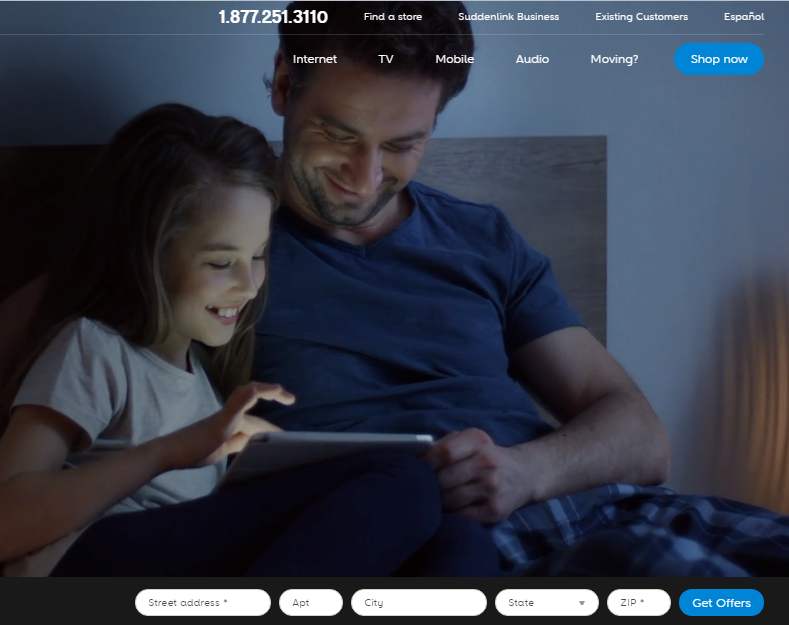 1.877.251.3110 Find a store Suddenlink Business Existing Customers Español
Internet TV Mobile Audio Moving? Shop now
Street address * Apt City State ZIP * Get Offers